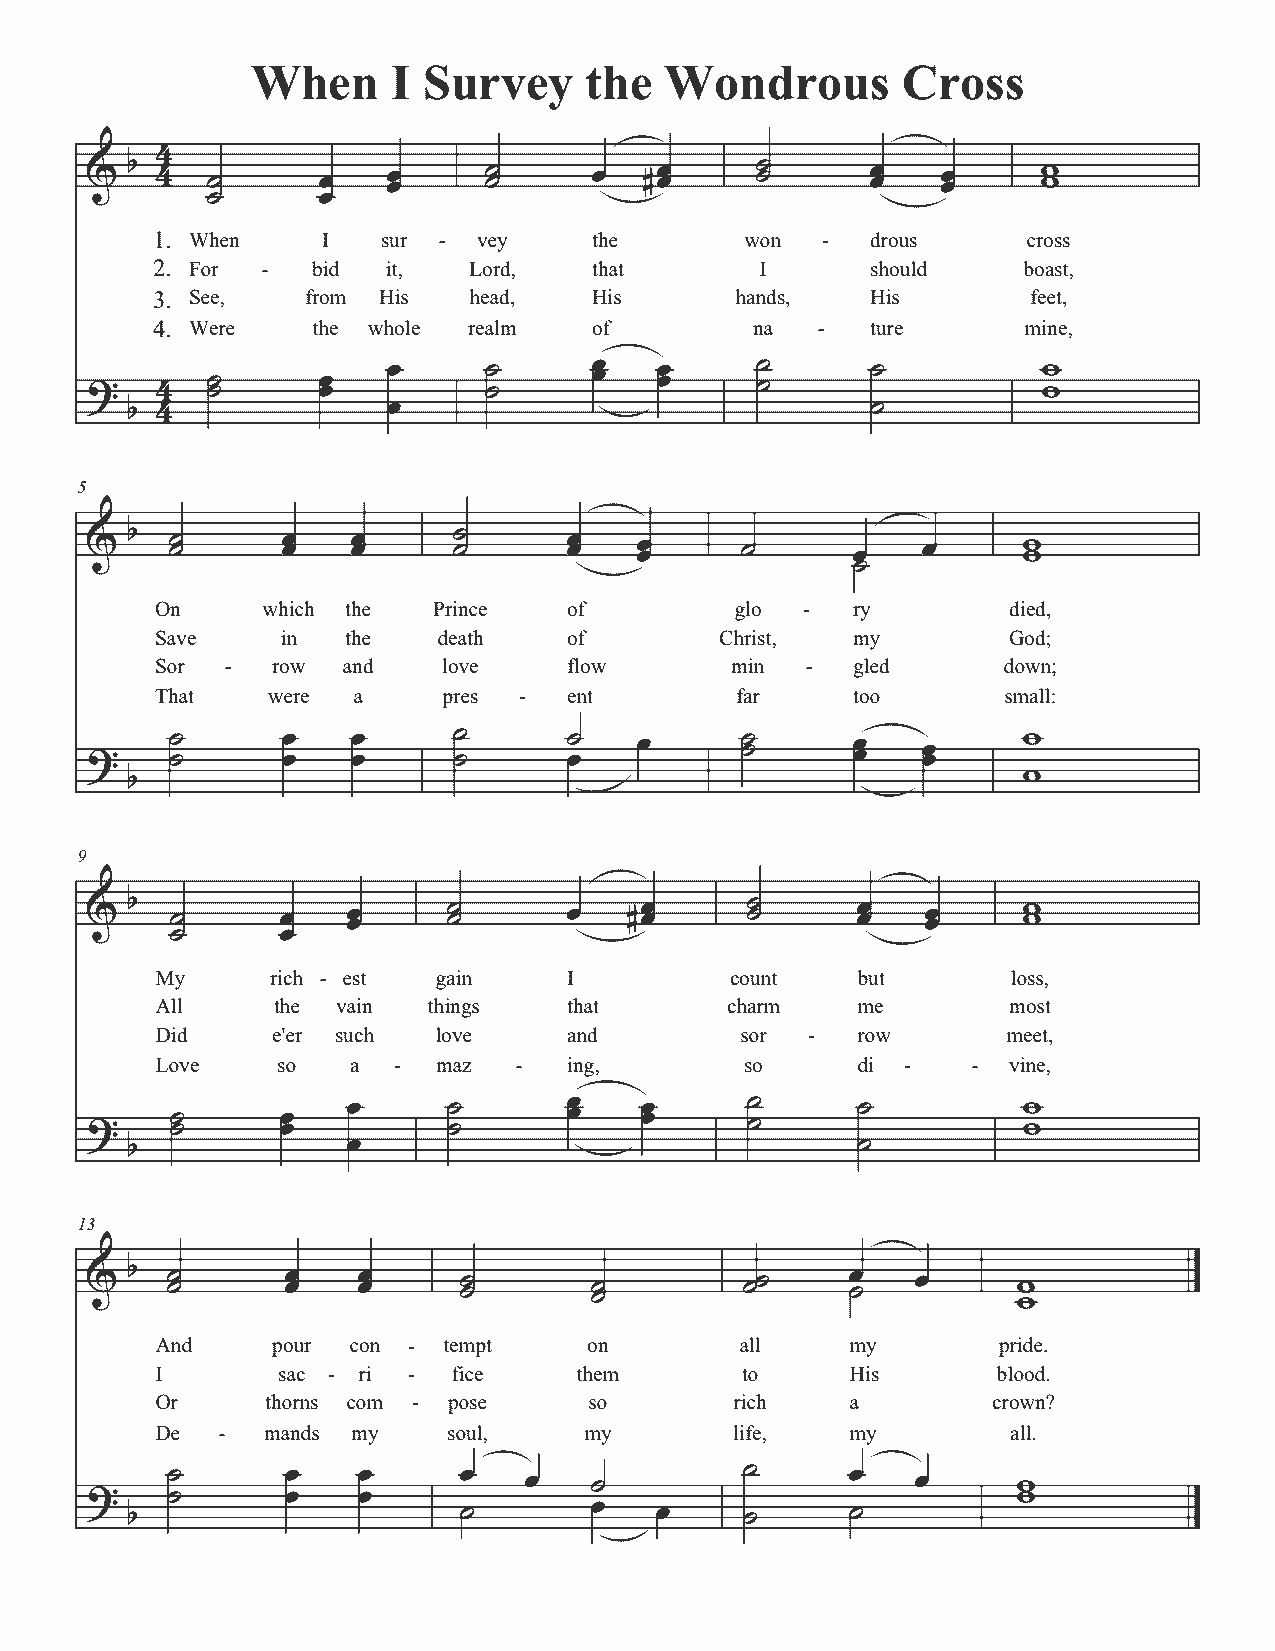 When I Survey the Wondrous Cross
1. When I sur - vey the won - drous cross
2. For - bid it, Lord, that I should boast,
3. See, from His head, His hands, His feet,
4. Were the whole realm of na - ture mine,
5
On which the Prince of glo - ry died,
Save in the death of Christ, my God;
Sor - row and love flow min - gled down;
That were a pres - ent far too small:
9
My rich - est gain I count but loss,
All the vain things that charm me most
Did e'er such love and sor - row meet,
Love so a - maz - ing, so di - - vine,
13
And pour con - tempt on all my pride.
I sac - ri - fice them to His blood.
Or thorns com - pose so rich a crown?
De - mands my soul, my life, my all.